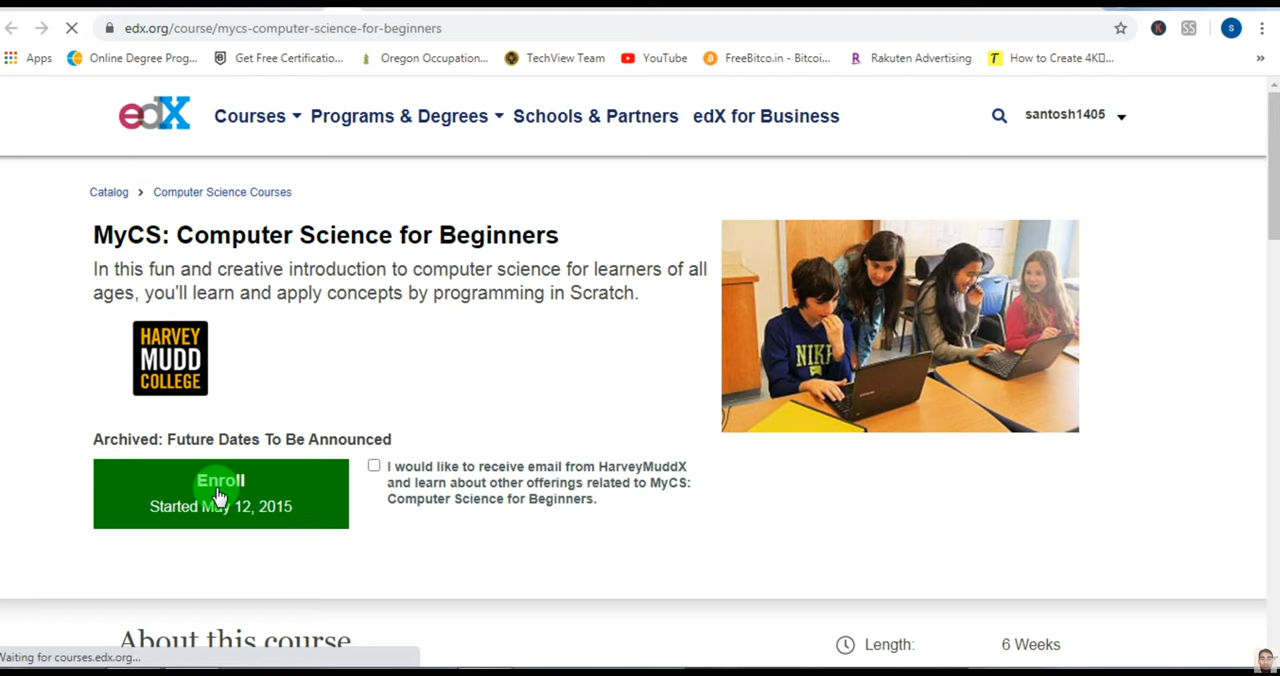 edx.org/course/mycs-computer-science-for-beginners
K
SS
s
Apps
Online Degree Prog...
Get Free Certificatio...
Oregon Occupation...
TechView Team
YouTube
FreeBitco.in - Bitcoi...
Rakuten Advertising
How to Create 4K▯...
»
edX
Courses
Programs & Degrees
Schools & Partners
edX for Business
santosh1405
Catalog > Computer Science Courses
MyCS: Computer Science for Beginners
In this fun and creative introduction to computer science for learners of all
ages, you'll learn and apply concepts by programming in Scratch.
HARVEY
MUDD
COLLEGE
NIKE
Archived: Future Dates To Be Announced
Enroll
Started May 12, 2015
I would like to receive email from HarveyMuddX
and learn about other offerings related to MyCS:
Computer Science for Beginners.
About this course
Length:
6 Weeks
Waiting for courses.edx.org...